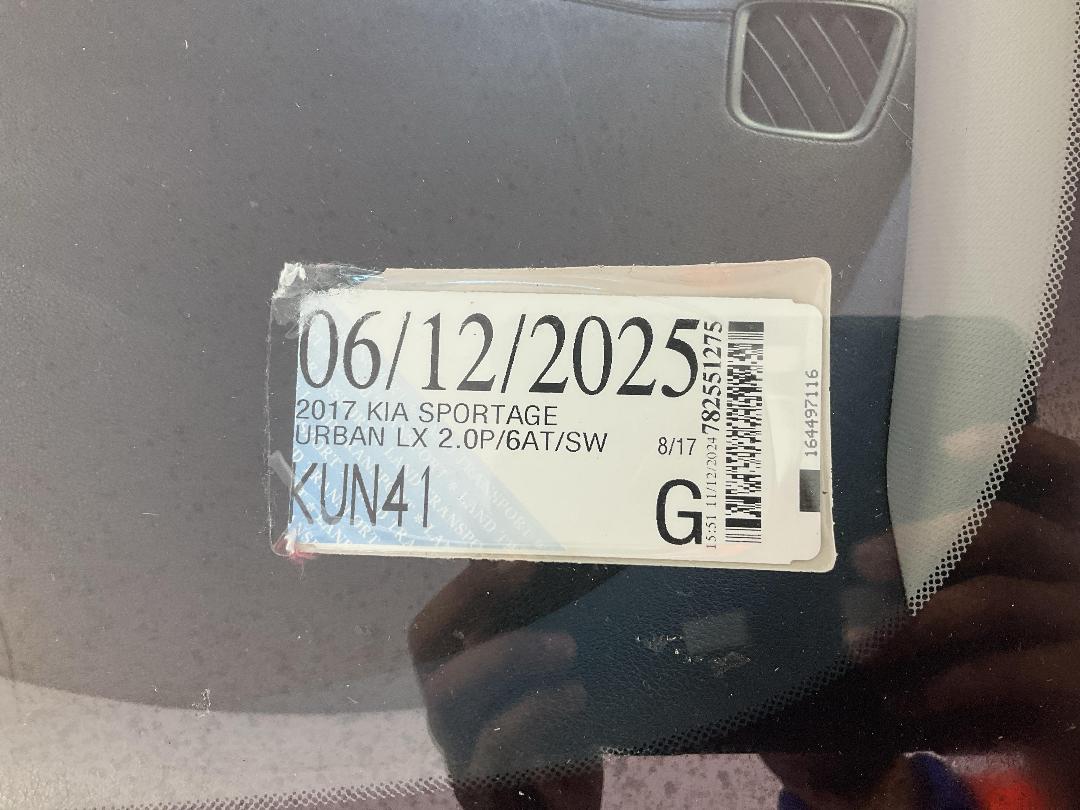 06/12/2025
2017 KIA SPORTAGE
URBAN LX 2.0P/6AT/SW
8/17
KUN41
G
15:51 11/12/2024 782551275
164497116